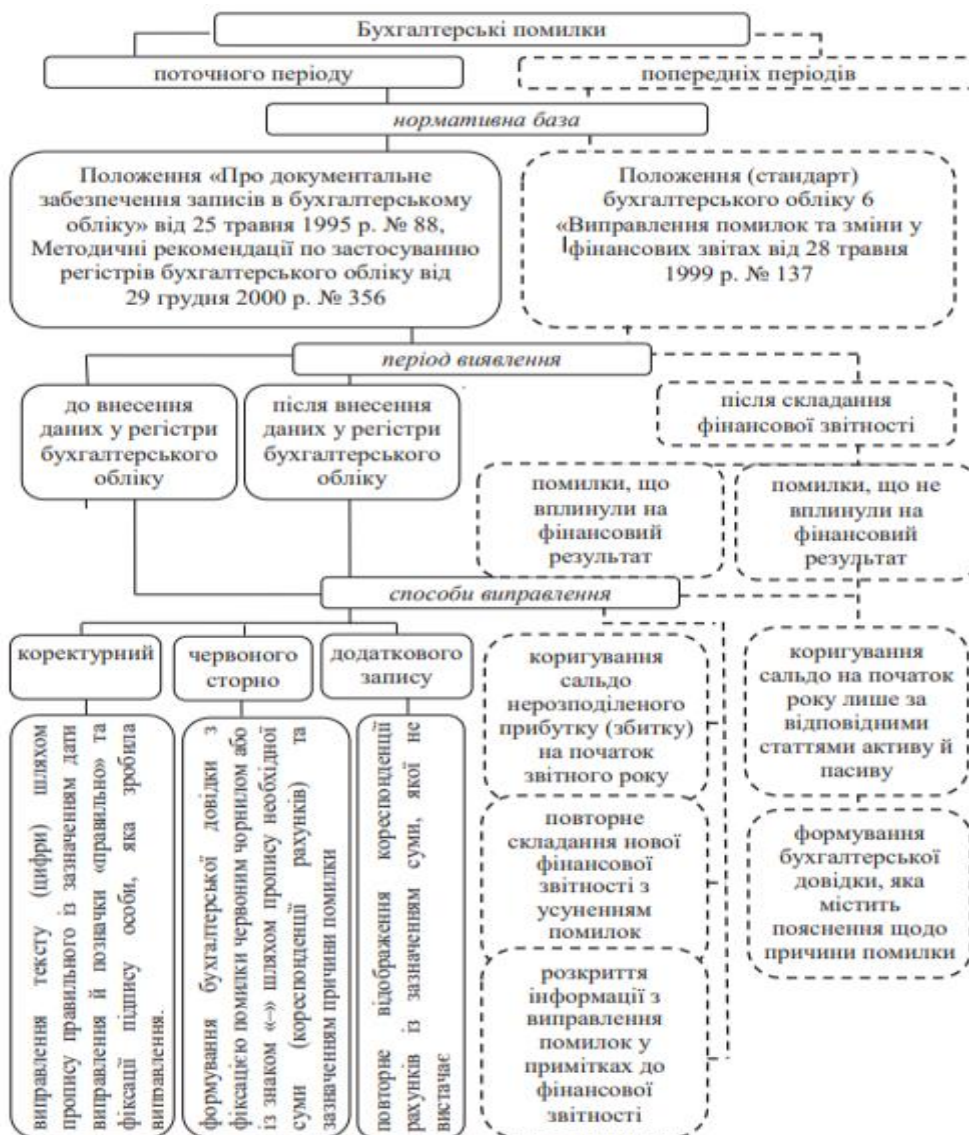 Бухгалтерські помилки
поточного періоду
попередніх періодів
нормативна база
Положення «Про документальне
забезпечення записів в бухгалтерському
обліку» від 25 травня 1995 р. № 88,
Методичні рекомендації по застосуванню
регістрів бухгалтерського обліку від
29 грудня 2000 р. № 356
Положення (стандарт)
бухгалтерського обліку 6
«Виправлення помилок та зміни у
фінансових звітах від 28 травня
1999 р. № 137
період виявлення
до внесення
даних у регістри
бухгалтерського
обліку
після внесення
даних у регістри
бухгалтерського
обліку
після складання
фінансової звітності
помилки, що
вплинули на
фінансовий
результат
помилки, що не
вплинули на
фінансовий
результат
способи виправлення
коректурний
червоного
сторно
додаткового
запису
виправлення тексту (цифри) шляхом
пропису правильного із зазначенням дати
виправлення й позначки «правильно» та
фіксації підпису особи, яка зробила
виправлення.
формування бухгалтерської довідки з
фіксацією помилки червоним чорнилом або
із знаком «–» шляхом пропису необхідної
суми (кореспонденції рахунків) та
зазначенням причини помилки
повторне відображення кореспонденції
рахунків із зазначенням суми, якої не
вистачає
коригування
сальдо
нерозподіленого
прибутку (збитку)
на початок
звітного року
повторне
складання нової
фінансової
звітності з
усуненням
помилок
розкриття
інформації з
виправлення
помилок у
примітках до
фінансової
звітності
коригування
сальдо на початок
року лише за
відповідними
статтями активу й
пасиву
формування
бухгалтерської
довідки, яка
містить
пояснення щодо
причини помилки